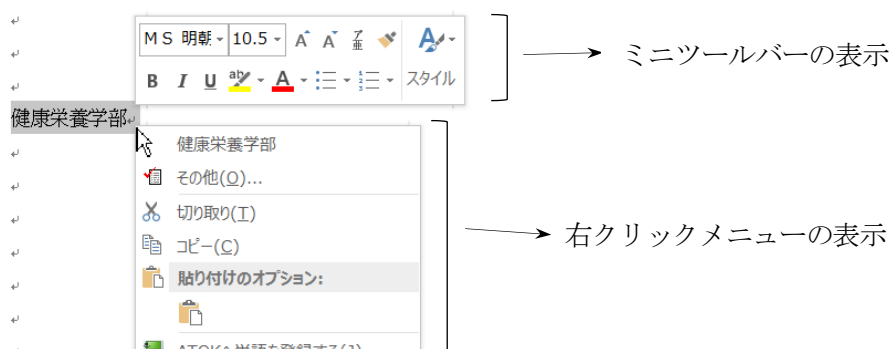 ＭＳ 明朝 10.5 A A ア亜 A
B I U aby A スタイル
ミニツールバーの表示
健康栄養学部
健康栄養学部
その他(O)...
切り取り(T)
コピー(C)
貼り付けのオプション:
右クリックメニューの表示